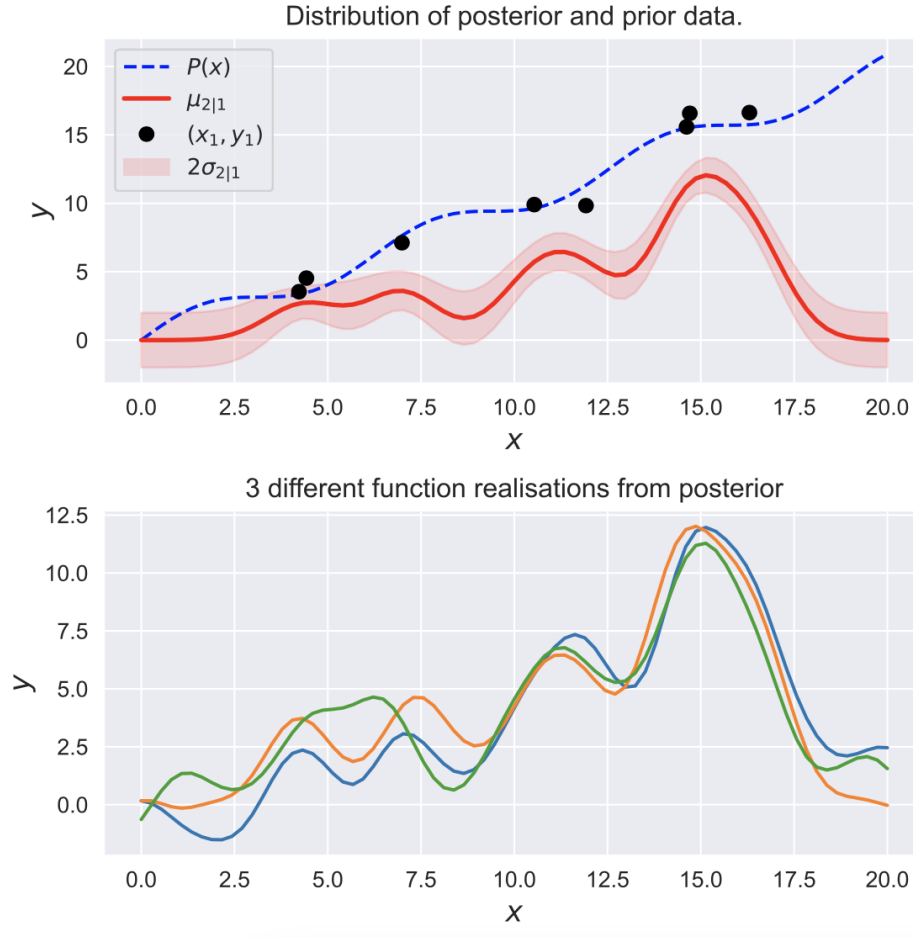 Distribution of posterior and prior data.
20
15
10
5
0
y
P(x)
μ2|1
(x1, y1)
2σ2|1
0.0 2.5 5.0 7.5 10.0 12.5 15.0 17.5 20.0
x
3 different function realisations from posterior
12.5
10.0
7.5
5.0
2.5
0.0
y
0.0 2.5 5.0 7.5 10.0 12.5 15.0 17.5 20.0
x